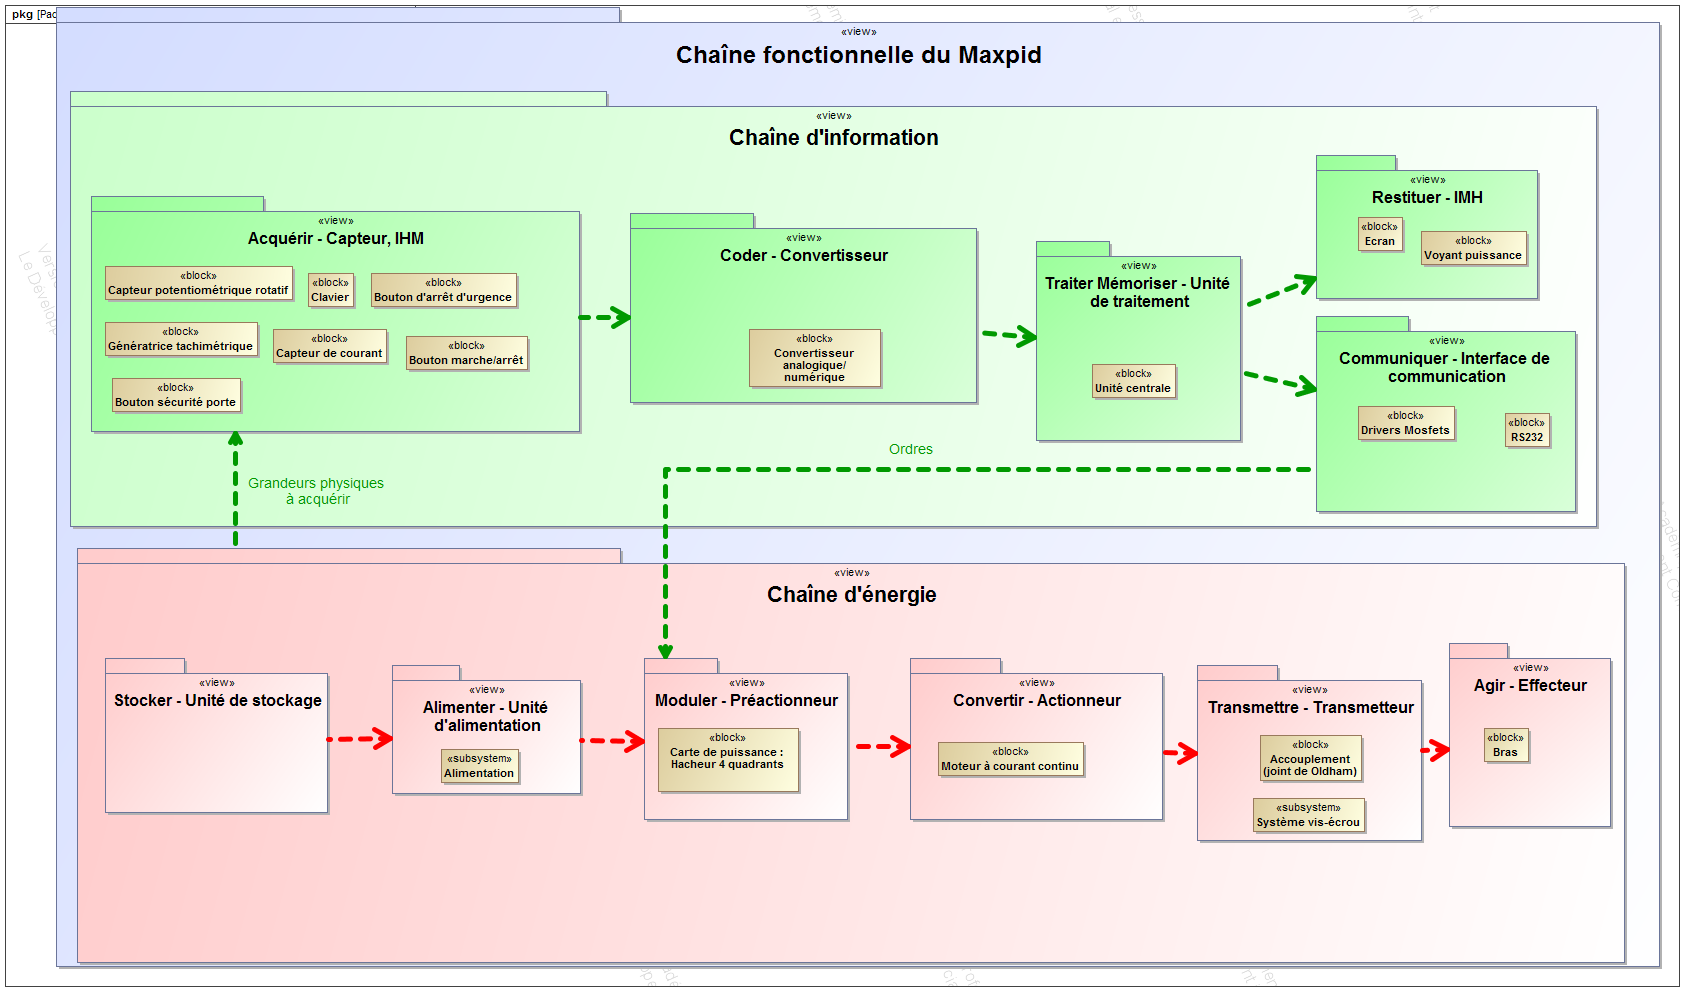 pkg [Pac
«view»
Chaîne fonctionnelle du Maxpid
«view»
Chaîne d'information
«view»
Acquérir - Capteur, IHM
«block»
Capteur potentiométrique rotatif
«block»
Clavier
«block»
Bouton d'arrêt d'urgence
«block»
Génératrice tachimétrique
«block»
Capteur de courant
«block»
Bouton marche/arrêt
«block»
Bouton sécurité porte
«view»
Coder - Convertisseur
«block»
Convertisseur
analogique/
numérique
«view»
Traiter Mémoriser - Unité
de traitement
«block»
Unité centrale
«view»
Restituer - IMH
«block»
Ecran
«block»
Voyant puissance
«view»
Communiquer - Interface de
communication
«block»
Drivers Mosfets
«block»
RS232
Ordres
Grandeurs physiques
à acquérir
«view»
Chaîne d'énergie
«view»
Stocker - Unité de stockage
«view»
Alimenter - Unité
d'alimentation
«subsystem»
Alimentation
«view»
Moduler - Préactionneur
«block»
Carte de puissance :
Hacheur 4 quadrants
«view»
Convertir - Actionneur
«block»
Moteur à courant continu
«view»
Transmettre - Transmetteur
«block»
Accouplement
(joint de Oldham)
«subsystem»
Système vis-écrou
«view»
Agir - Effecteur
«block»
Bras